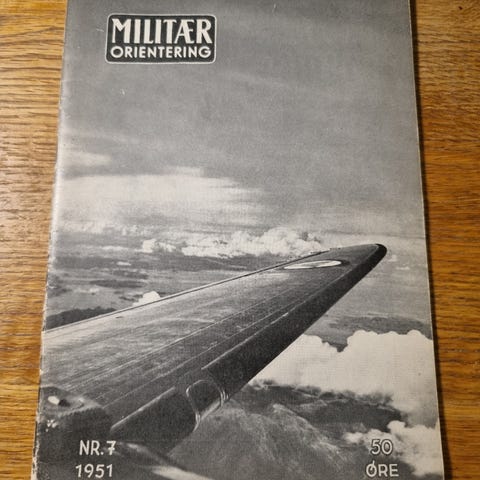 MILITÆR
ORIENTERING
NR. 7
1951
50
ØRE